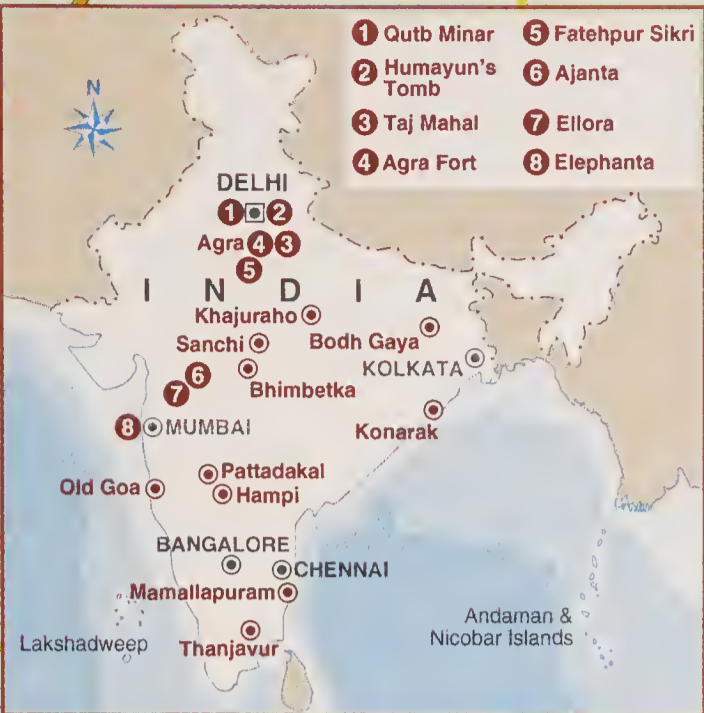 1 Qutb Minar
2 Humayun's
Tomb
3 Taj Mahal
4 Agra Fort
5 Fatehpur Sikri
6 Ajanta
7 Ellora
8 Elephanta
N
DELHI
1 2
Agra 4 3
5
I N D I A
Khajuraho
Sanchi
Bodh Gaya
KOLKATA
6
7
Bhimbetka
8 MUMBAI
Konarak
Pattadakal
Old Goa
Hampi
BANGALORE
CHENNAI
Mamallapuram
Lakshadweep
Thanjavur
Andaman &
Nicobar Islands